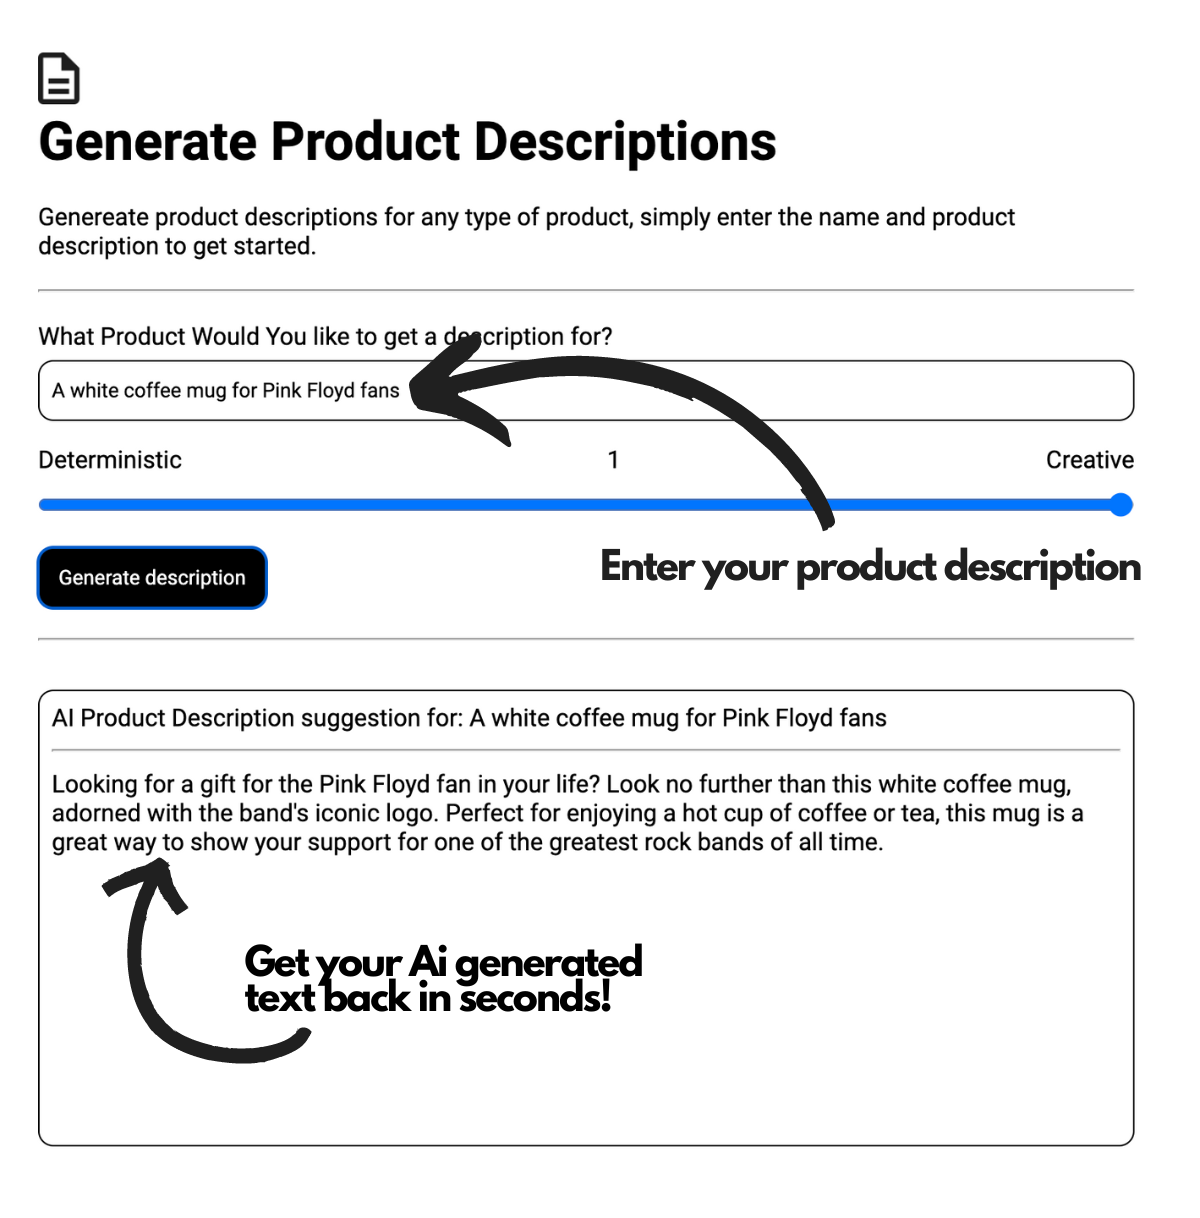 Generate Product Descriptions
Genereate product descriptions for any type of product, simply enter the name and product
description to get started.
What Product Would You like to get a description for?
A white coffee mug for Pink Floyd fans
Deterministic 1 Creative
Enter your product description
Generate description
AI Product Description suggestion for: A white coffee mug for Pink Floyd fans
Looking for a gift for the Pink Floyd fan in your life? Look no further than this white coffee mug,
adorned with the band's iconic logo. Perfect for enjoying a hot cup of coffee or tea, this mug is a
great way to show your support for one of the greatest rock bands of all time.
Get your Ai generated
text back in seconds!